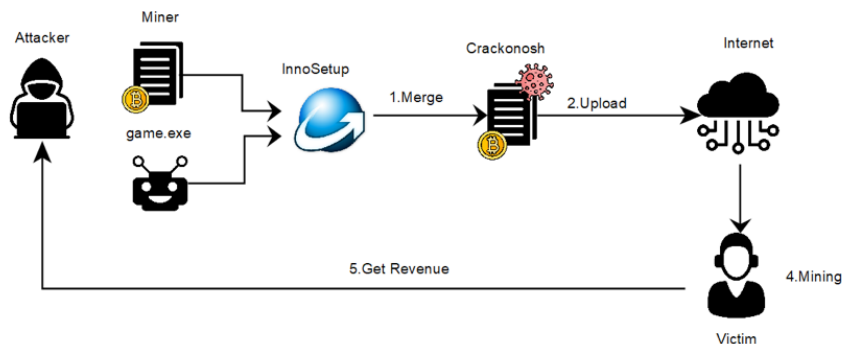 Attacker
Miner
game.exe
InnoSetup
1.Merge
Crackonosh
2.Upload
Internet
4.Mining
Victim
5.Get Revenue